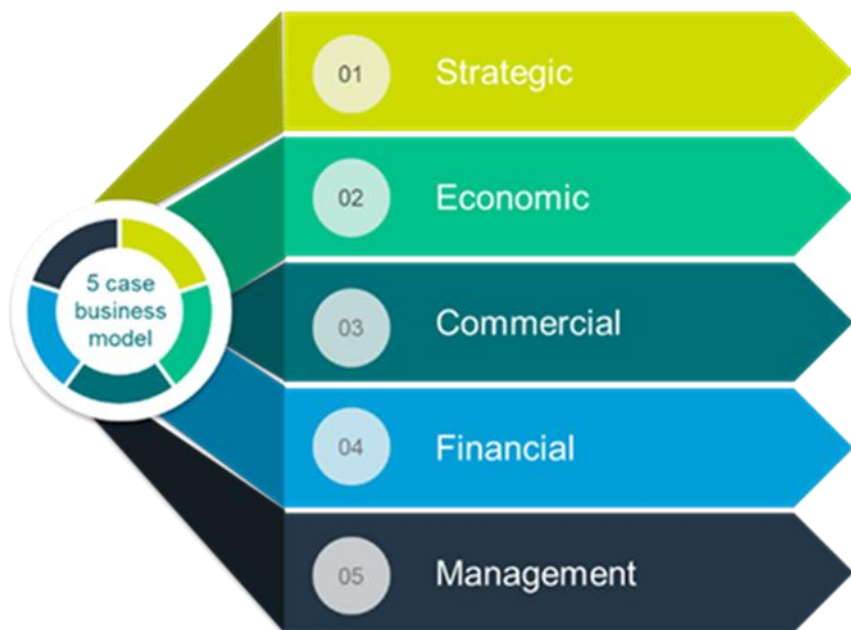 5 case
business
model
01 Strategic
02 Economic
03 Commercial
04 Financial
05 Management